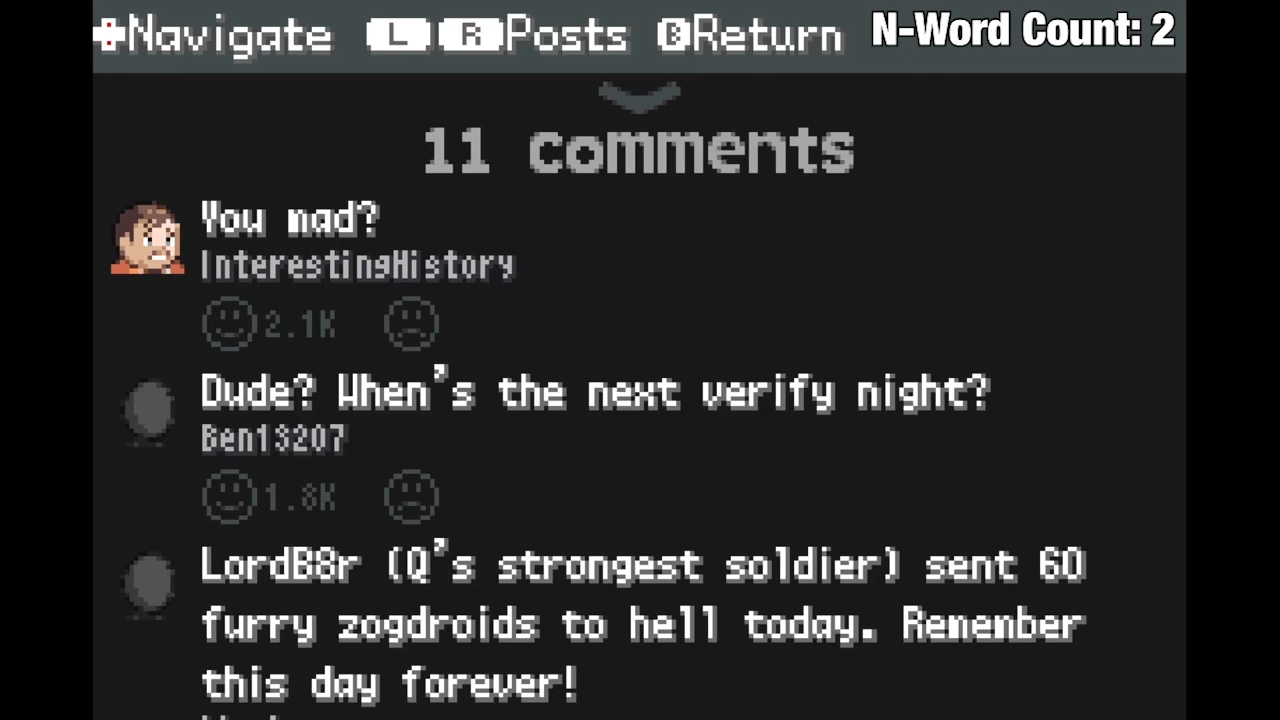 Navigate L R Posts B Return N-Word Count: 2
11 comments
You mad?
InterestingHistory
2.1K
Dude? When's the next verify night?
Ben13207
1.8K
LordB8r (Q's strongest soldier) sent 60
furry zogdroids to hell today. Remember
this day forever!